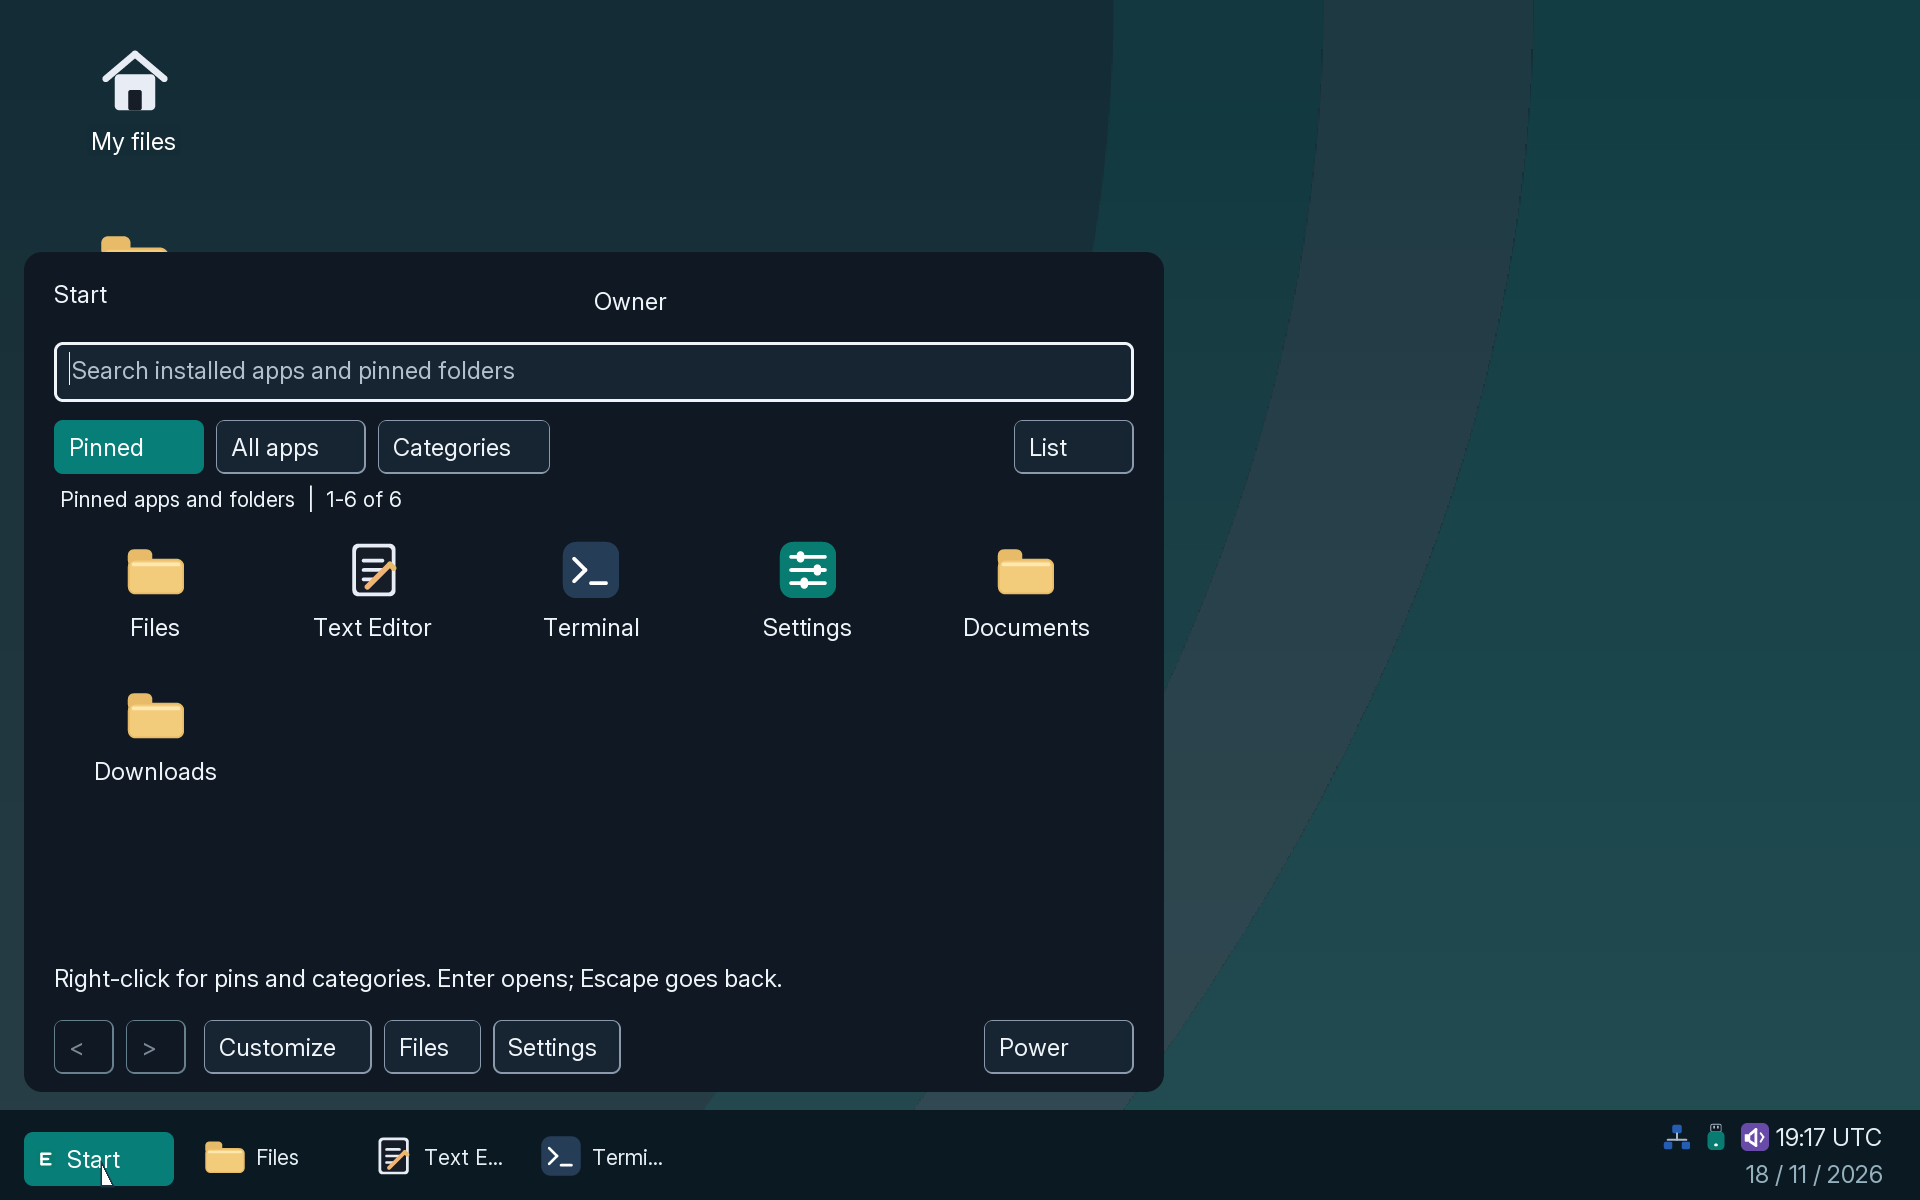 My files
Start
Owner
Search installed apps and pinned folders
Pinned
All apps
Categories
List
Pinned apps and folders | 1-6 of 6
Files
Text Editor
Terminal
Settings
Documents
Downloads
Right-click for pins and categories. Enter opens; Escape goes back.
<
>
Customize
Files
Settings
Power
E Start
Files
Text E...
Termi...
19:17 UTC
18 / 11 / 2026